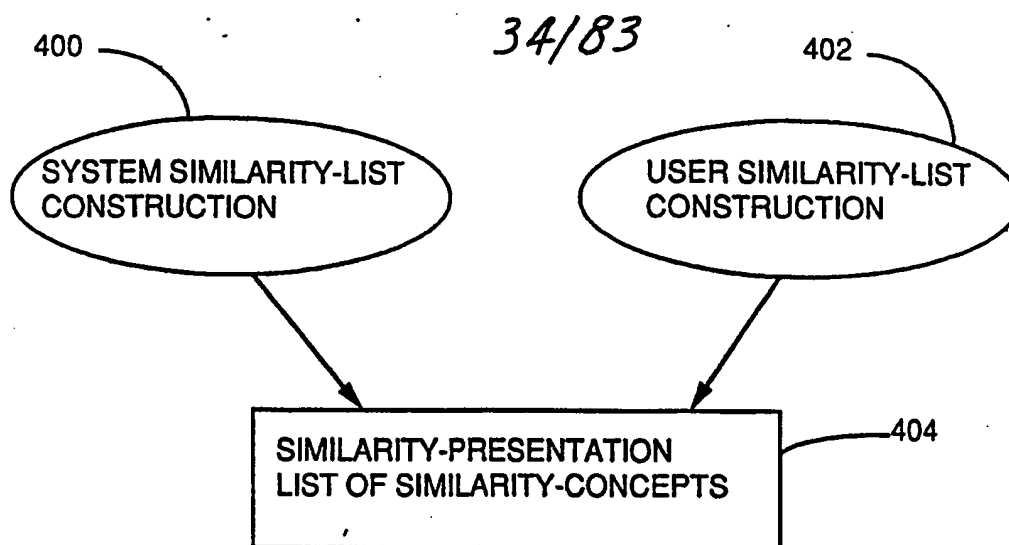 34/83
400
402
SYSTEM SIMILARITY-LIST
CONSTRUCTION
USER SIMILARITY-LIST
CONSTRUCTION
404
SIMILARITY-PRESENTATION
LIST OF SIMILARITY-CONCEPTS